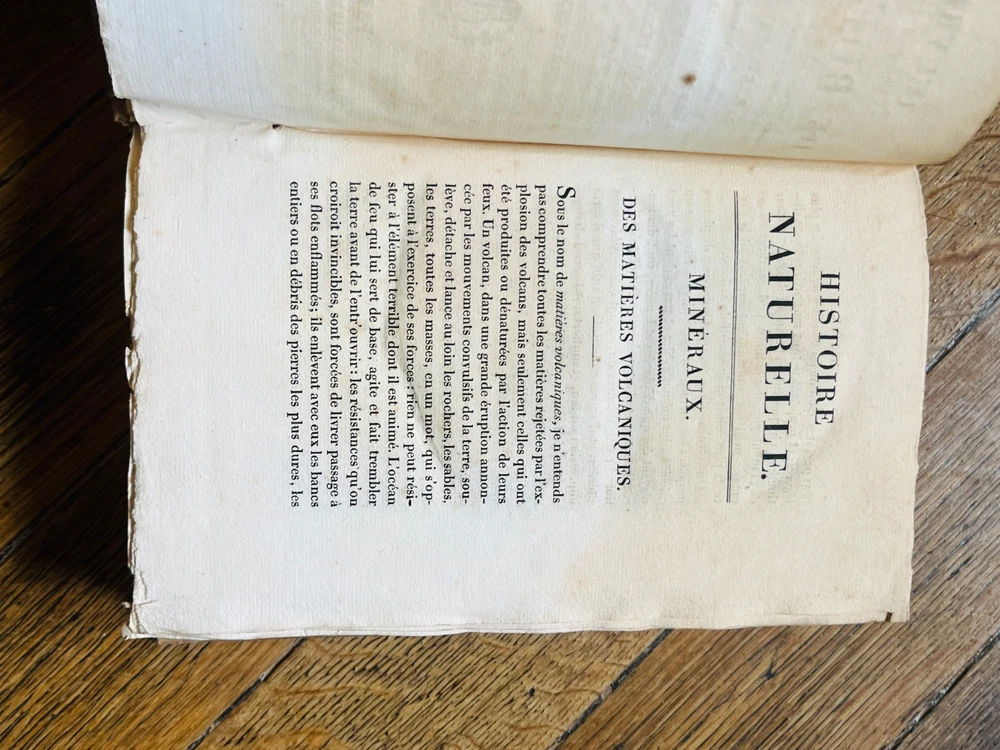 HISTOIRE
NATURELLE.
MINÉRAUX.
DES MATIÈRES VOLCANIQUES.
Sous le nom de matières volcaniques, je n'entends
pas comprendre toutes les matières rejetées par l'ex-
plosion des volcans, mais seulement celles qui ont
été produites ou dénaturées par l'action de leurs
feux. Un volcan, dans une grande éruption annon-
cée par les mouvements convulsifs de la terre, sou-
lève, détache et lance au loin les rochers, les sables,
les terres, toutes les masses, en un mot, qui s'op-
posent à l'exercice de ses forces : rien ne peut rési-
ster à l'élément terrible dont il est animé. L'océan
de feu qui lui sert de base, agite et fait trembler
la terre avant de l'entr'ouvrir : les résistances qu'on
croiroit invincibles, sont forcées de livrer passage à
ses flots enflammés ; ils enlèvent avec eux les bancs
entiers ou en débris des pierres les plus dures, les